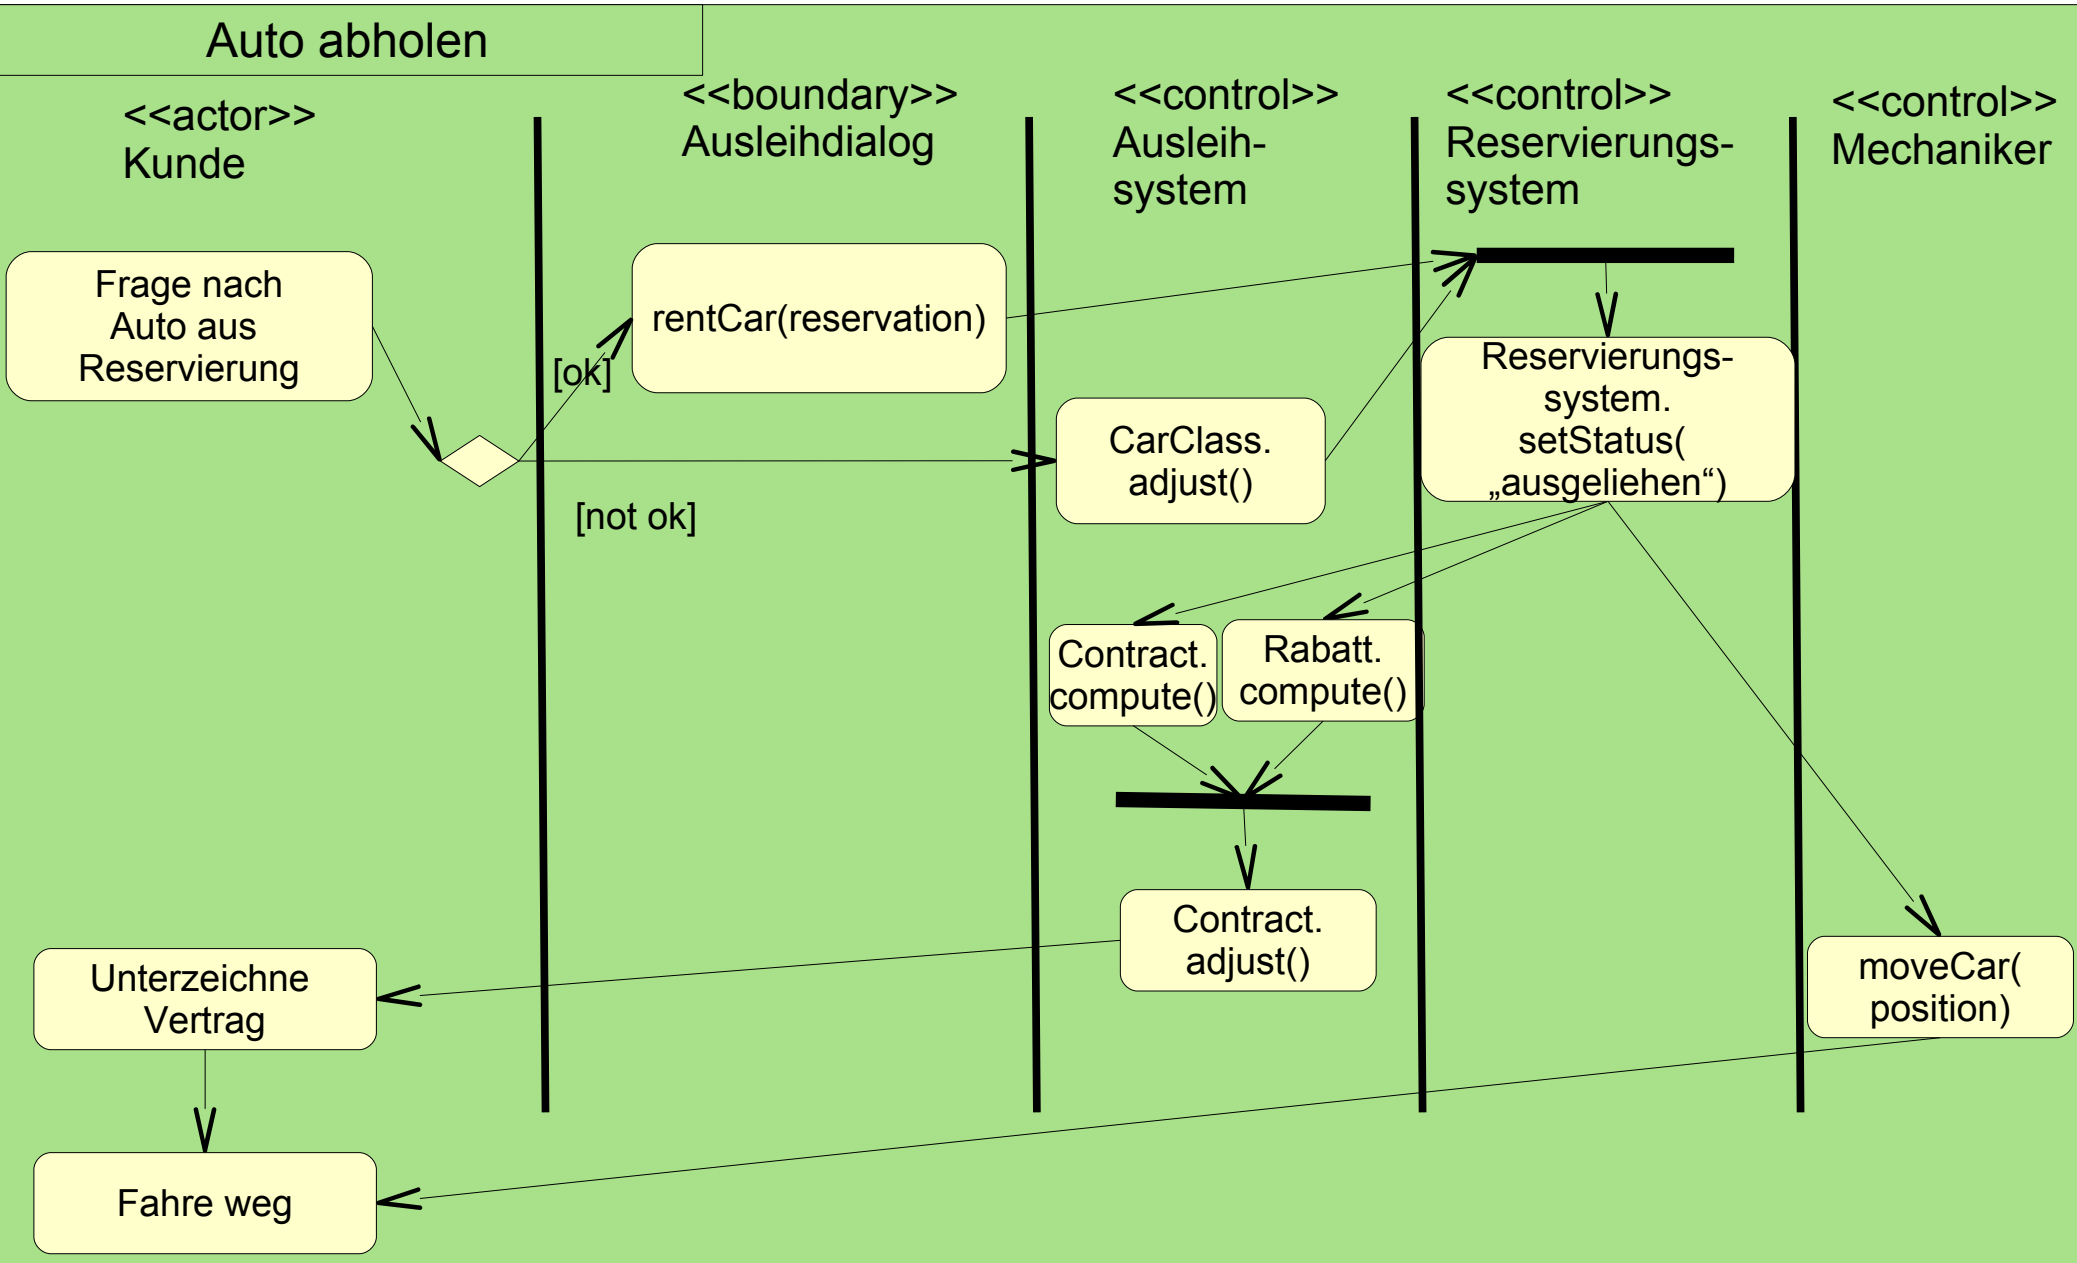 Auto abholen
<<actor>>
Kunde
<<boundary>>
Ausleihdialog
<<control>>
Ausleih-
system
<<control>>
Reservierungs-
system
<<control>>
Mechaniker
Frage nach
Auto aus
Reservierung
[ok]
rentCar(reservation)
[not ok]
CarClass.
adjust()
Reservierungs-
system.
setStatus(
„ausgeliehen“)
Contract.
compute()
Rabatt.
compute()
Contract.
adjust()
Unterzeichne
Vertrag
moveCar(
position)
Fahre weg